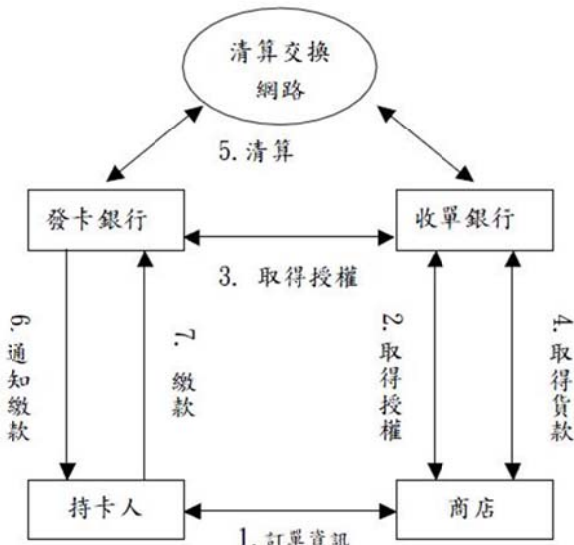 清算交換
網路
5.清算
發卡銀行
收單銀行
3. 取得授權
6.通知繳款
7. 繳款
2.取得授權
4.取得貨款
持卡人
商店
1.訂單資訊